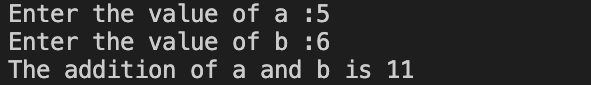 Enter the value of a :5
Enter the value of b :6
The addition of a and b is 11